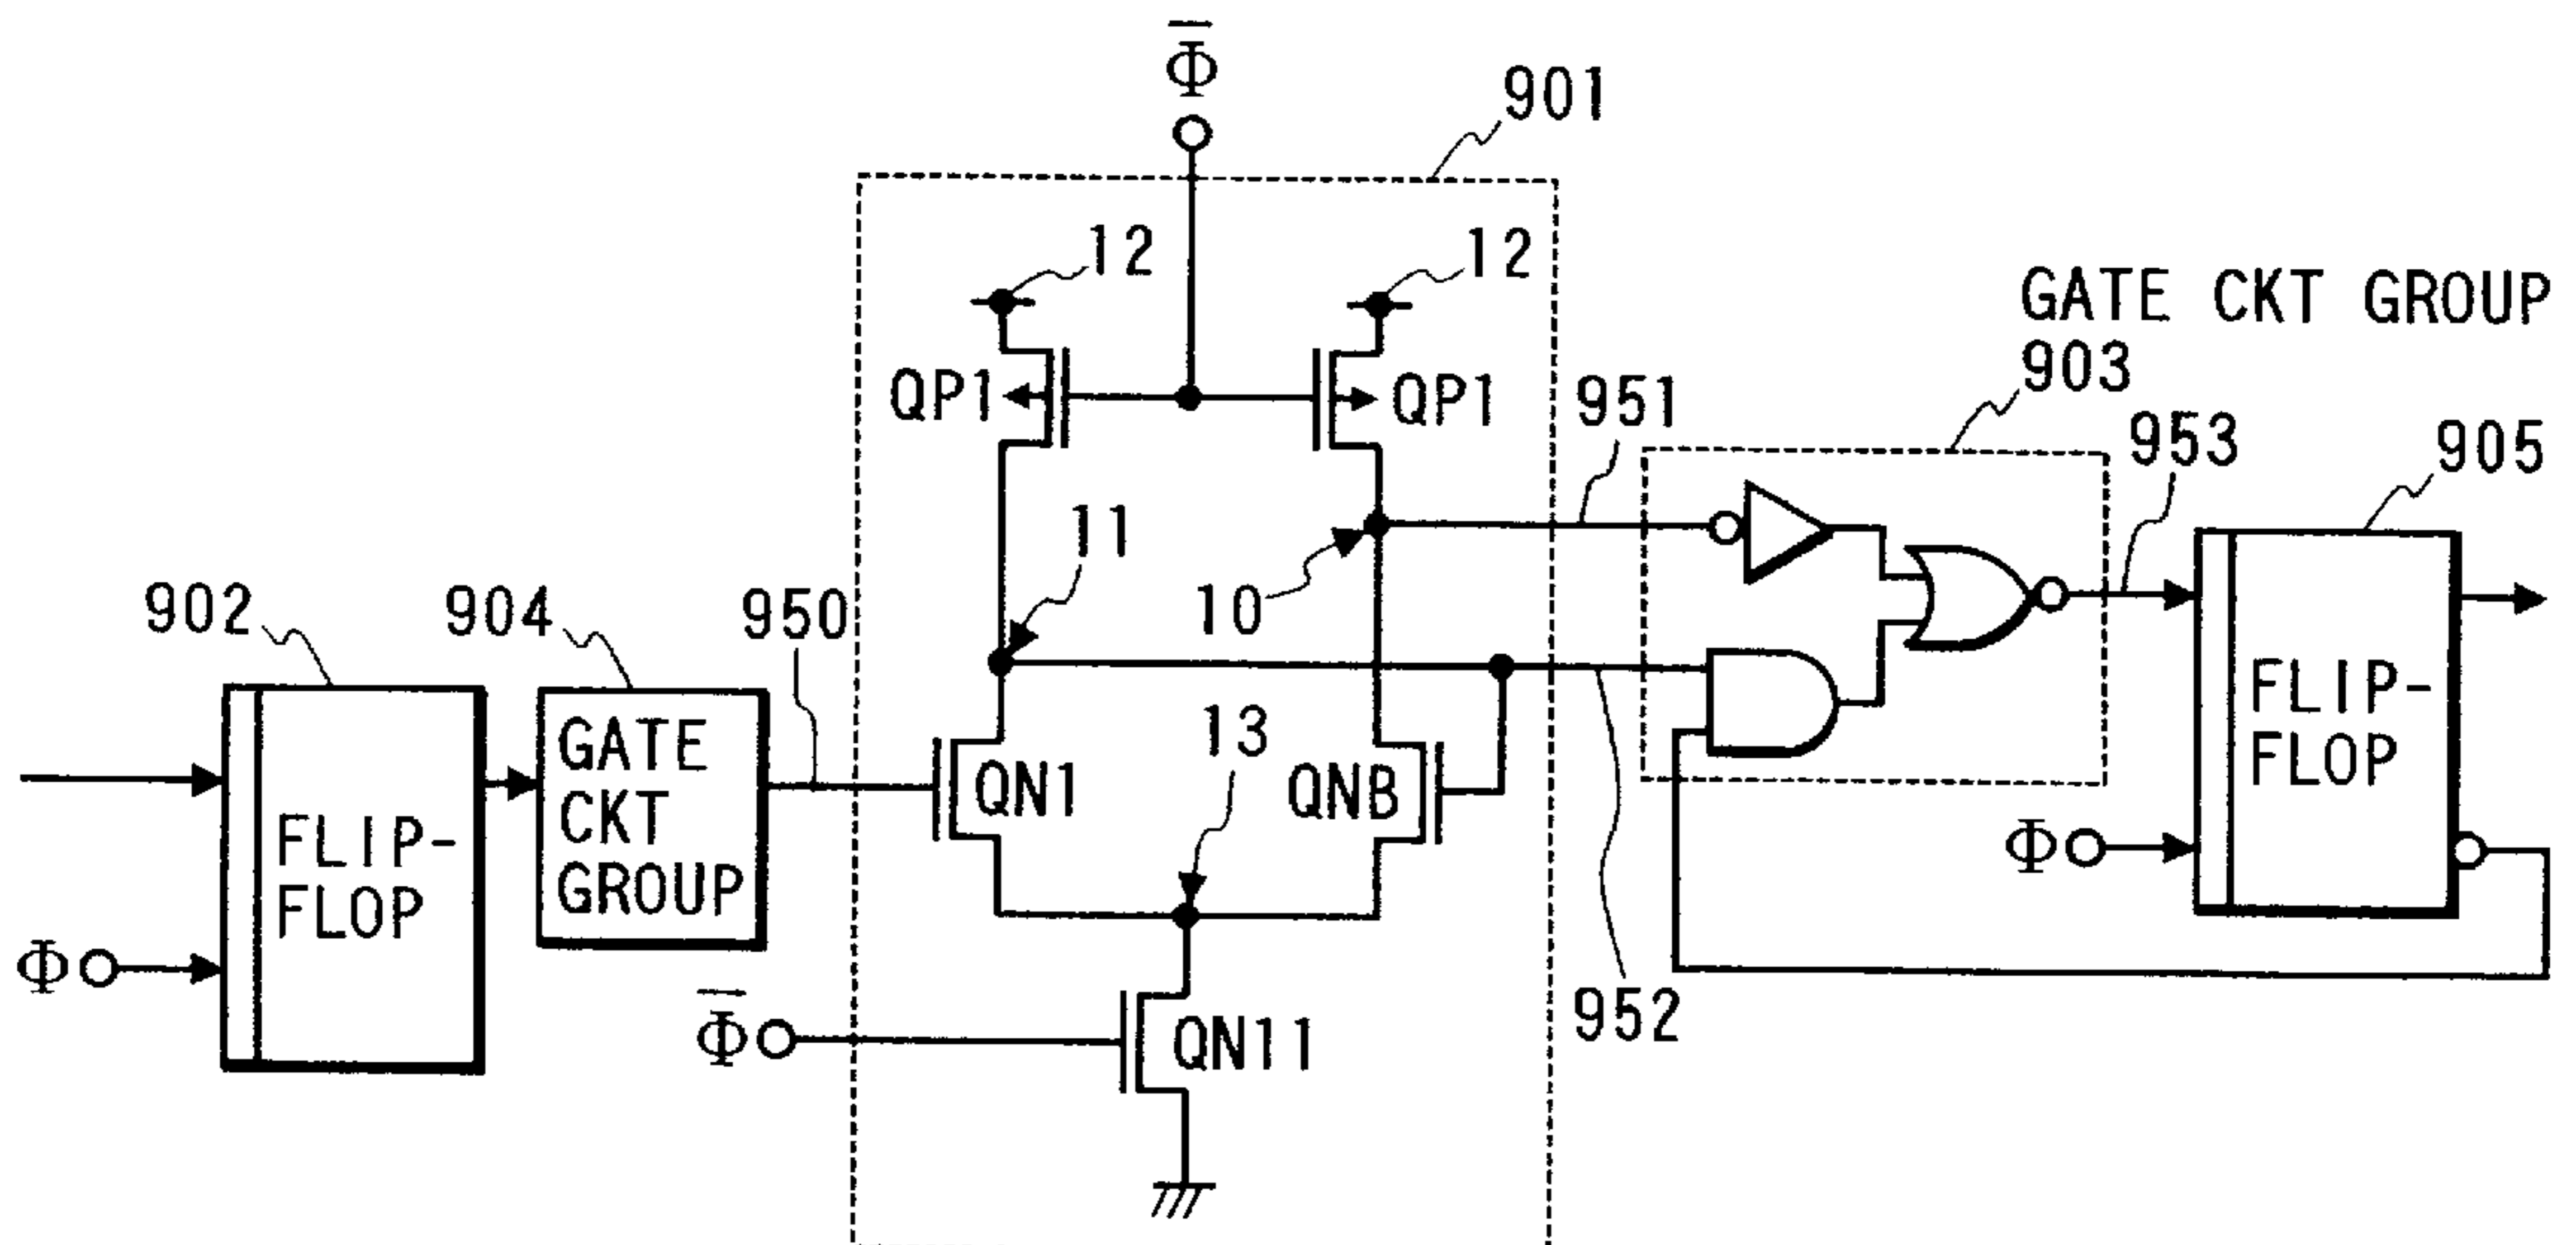 Φ̅
901
12
12
GATE CKT GROUP
903
QP1
QP1
951
953
905
11
10
902
904
950
FLIP-
FLOP
GATE
CKT
GROUP
QN1
13
QNB
FLIP-
FLOP
Φ
Φ
Φ̅
QN11
952